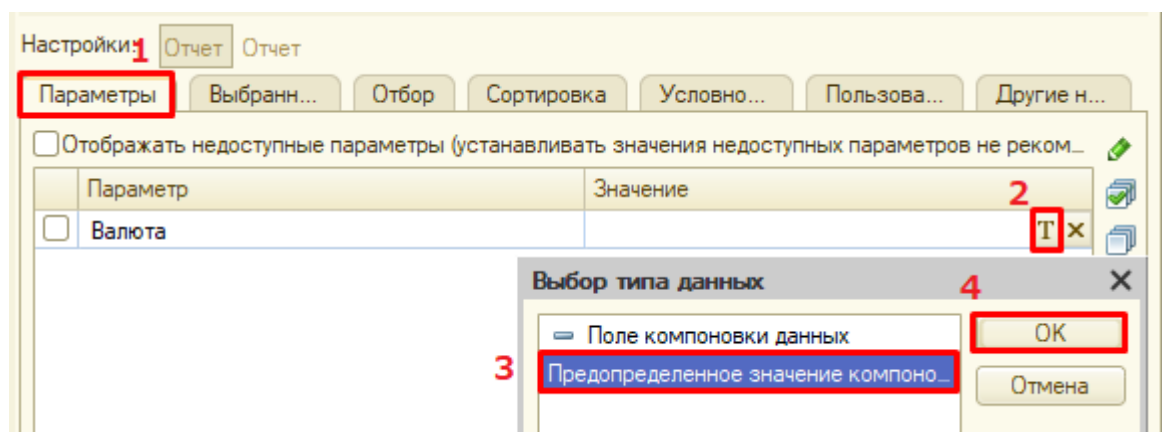 Настройки: 1 Отчет Отчет
Параметры Выбранн... Отбор Сортировка Условно... Пользова... Другие н...
Отображать недоступные параметры (устанавливать значения недоступных параметров не реком...
Параметр Значение 2
Валюта T ×
Выбор типа данных 4 ×
Поле компоновки данных OK
3 Предопределенное значение компоно...
Отмена